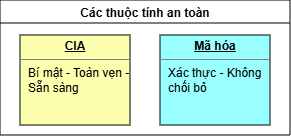 Các thuộc tính an toàn
CIA
Bí mật - Toàn vẹn -
Sẵn sàng
Mã hóa
Xác thực - Không
chối bỏ